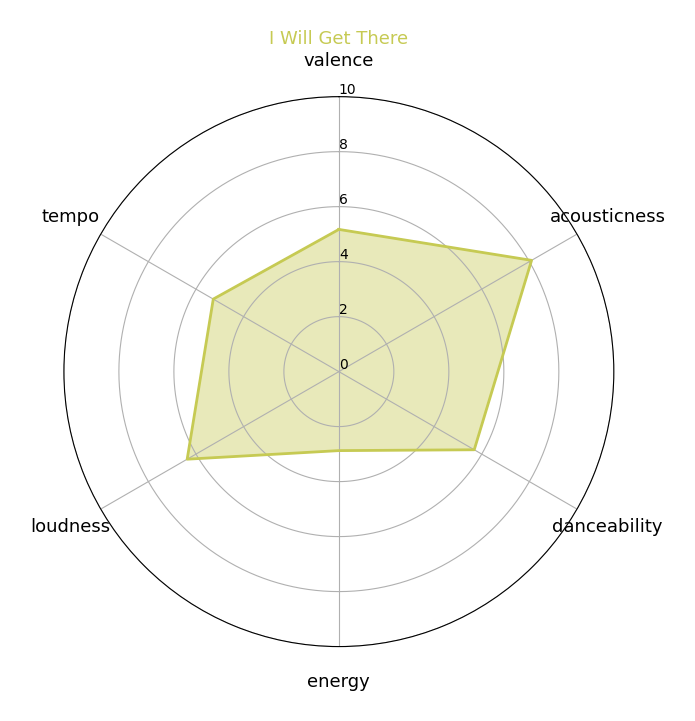 I Will Get There
valence
10
8
6
4
2
0
tempo
acousticness
loudness
danceability
energy